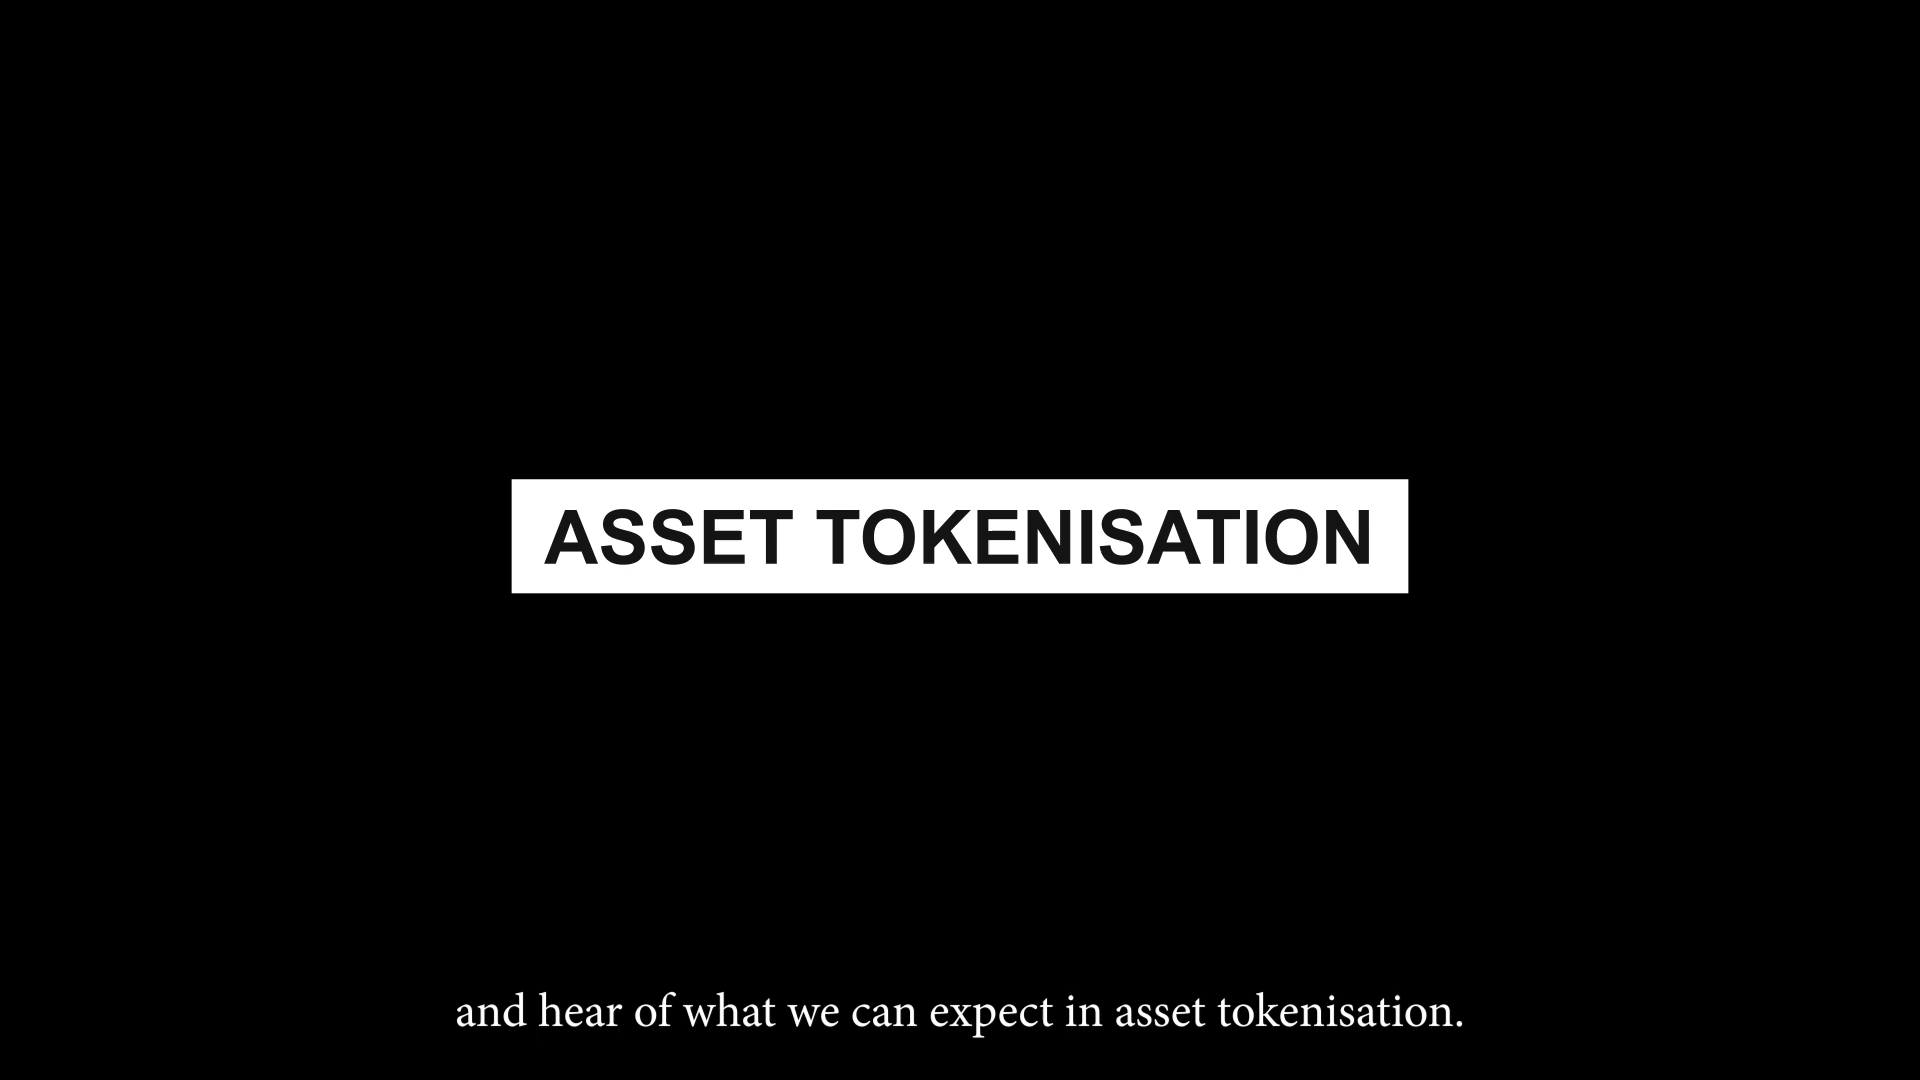 ASSET TOKENISATION
and hear of what we can expect in asset tokenisation.